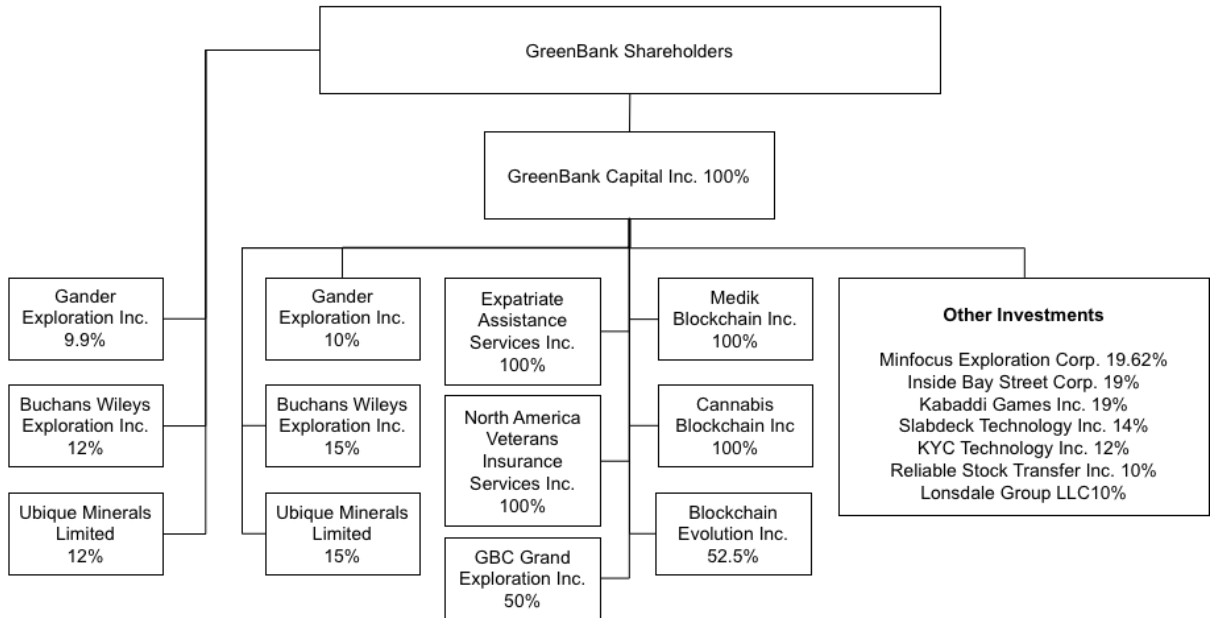 GreenBank Shareholders
GreenBank Capital Inc. 100%
Gander
Exploration Inc.
9.9%
Buchans Wileys
Exploration Inc.
12%
Ubique Minerals
Limited
12%
Gander
Exploration Inc.
10%
Buchans Wileys
Exploration Inc.
15%
Ubique Minerals
Limited
15%
Expatriate
Assistance
Services Inc.
100%
North America
Veterans
Insurance
Services Inc.
100%
GBC Grand
Exploration Inc.
50%
Medik
Blockchain Inc.
100%
Cannabis
Blockchain Inc
100%
Blockchain
Evolution Inc.
52.5%
Other Investments
Minfocus Exploration Corp. 19.62%
Inside Bay Street Corp. 19%
Kabaddi Games Inc. 19%
Slabdeck Technology Inc. 14%
KYC Technology Inc. 12%
Reliable Stock Transfer Inc. 10%
Lonsdale Group LLC10%